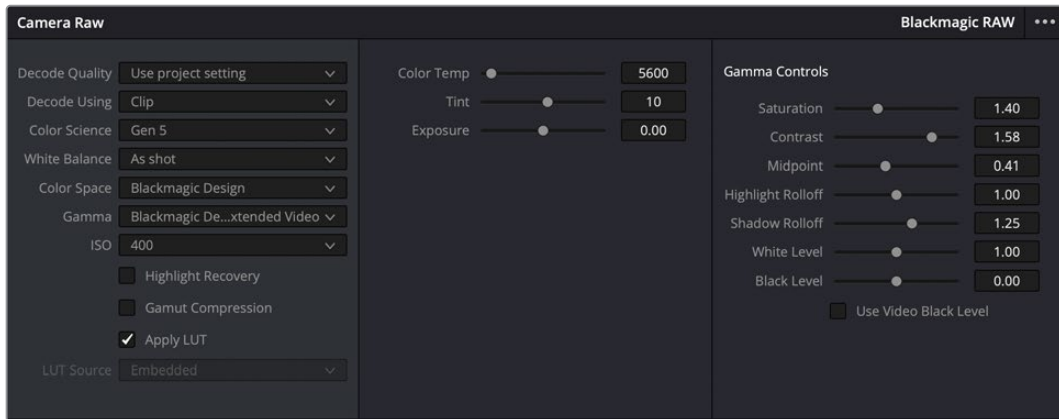 Camera Raw
Blackmagic RAW
Decode Quality Use project setting
Decode Using Clip
Color Science Gen 5
White Balance As shot
Color Space Blackmagic Design
Gamma Blackmagic De...xtended Video
ISO 400
Highlight Recovery
Gamut Compression
Apply LUT
LUT Source Embedded
Color Temp 5600
Tint 10
Exposure 0.00
Gamma Controls
Saturation 1.40
Contrast 1.58
Midpoint 0.41
Highlight Rolloff 1.00
Shadow Rolloff 1.25
White Level 1.00
Black Level 0.00
Use Video Black Level